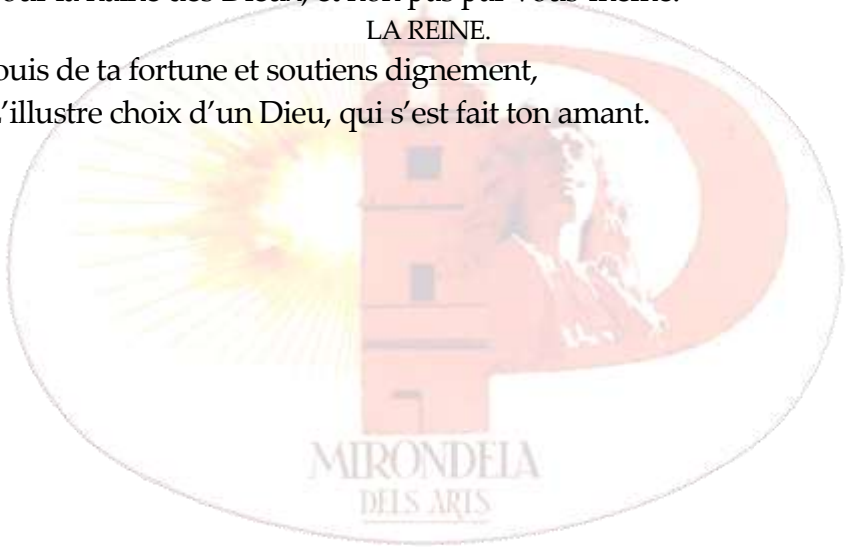 LA REINE.
ouis de ta fortune et soutiens dignement,
'illustre choix d'un Dieu, qui s'est fait ton amant.
MIRONDELA
DELS ARTS